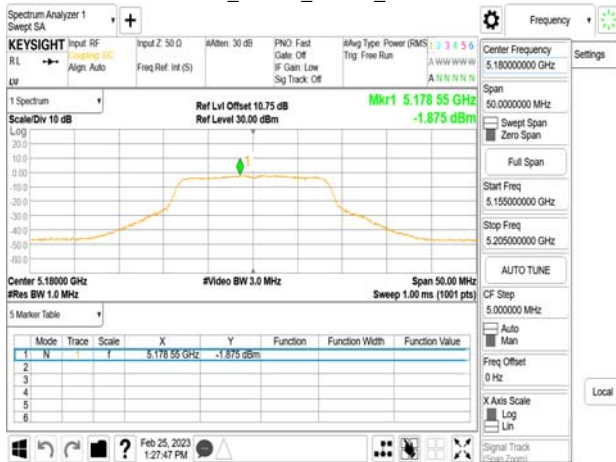 Spectrum Analyzer 1
Swept SA
+
Frequency
KEYSIGHT Input: RF
RL
Coupling: DC
Align: Auto
Input Z: 50 Ω
Freq Ref: Int (S)
#Atten: 30 dB
PNO: Fast
Gate: Off
IF Gain: Low
Sig Track: Off
#Avg Type: Power (RMS)
Trig: Free Run
1 2 3 4 5 6
A W W W W W
A N N N N N
Center Frequency
5.180000000 GHz
Settings
Span
50.0000000 MHz
Swept Span
Zero Span
Full Span
Start Freq
5.155000000 GHz
Stop Freq
5.205000000 GHz
AUTO TUNE
CF Step
5.000000 MHz
Auto
Man
Freq Offset
0 Hz
X Axis Scale
Log
Lin
Signal Track
(Span Zoom)
Local
1 Spectrum
Scale/Div 10 dB
Log
Ref Lvl Offset 10.75 dB
Ref Level 30.00 dBm
Mkr1 5.178 55 GHz
-1.875 dBm
20.0
10.0
0.00
-10.0
-20.0
-30.0
-40.0
-50.0
-60.0
1
Center 5.18000 GHz
#Res BW 1.0 MHz
#Video BW 3.0 MHz
Span 50.00 MHz
Sweep 1.00 ms (1001 pts)
5 Marker Table
Mode Trace Scale X Y Function Function Width Function Value
1 N 1 f 5.178 55 GHz -1.875 dBm
2
3
4
5
6
?
Feb 25, 2023
1:27:47 PM